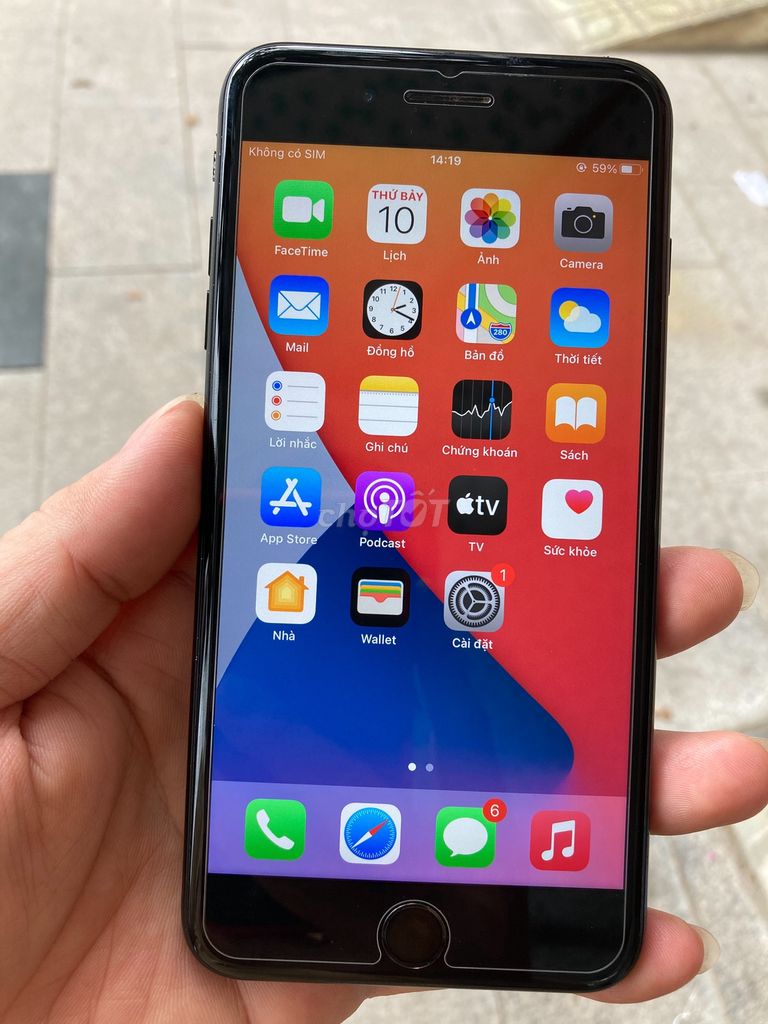 Không có SIM
14:19
59%
THỨ BẢY
10
FaceTime
Lịch
Ảnh
Camera
12
280
Mail
Đồng hồ
Bản đồ
Thời tiết
Lời nhắc
Ghi chú
Chứng khoán
Sách
tv
chợTỐT
App Store
Podcast
TV
Sức khỏe
1
Nhà
Wallet
Cài đặt
6